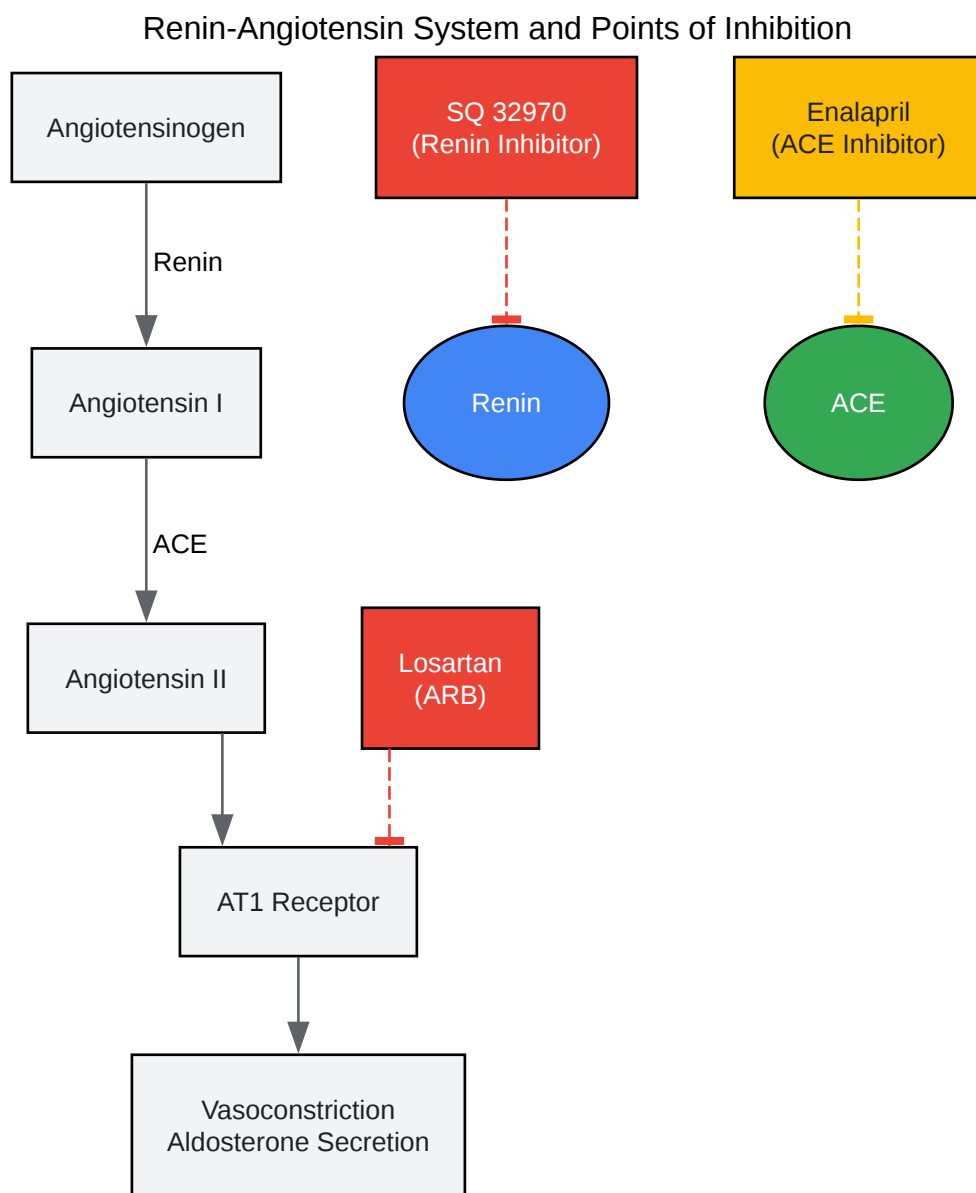 Renin-Angiotensin System and Points of Inhibition
Angiotensinogen
SQ 32970
(Renin Inhibitor)
Enalapril
(ACE Inhibitor)
Renin
Angiotensin I
Renin
ACE
ACE
Angiotensin II
Losartan
(ARB)
AT1 Receptor
Vasoconstriction
Aldosterone Secretion